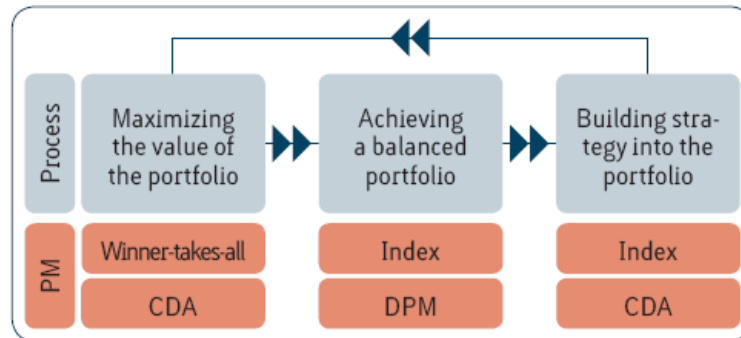 Process
Maximizing
the value of
the portfolio
Achieving
a balanced
portfolio
Building stra-
tegy into the
portfolio
PM
Winner-takes-all
Index
Index
CDA
DPM
CDA